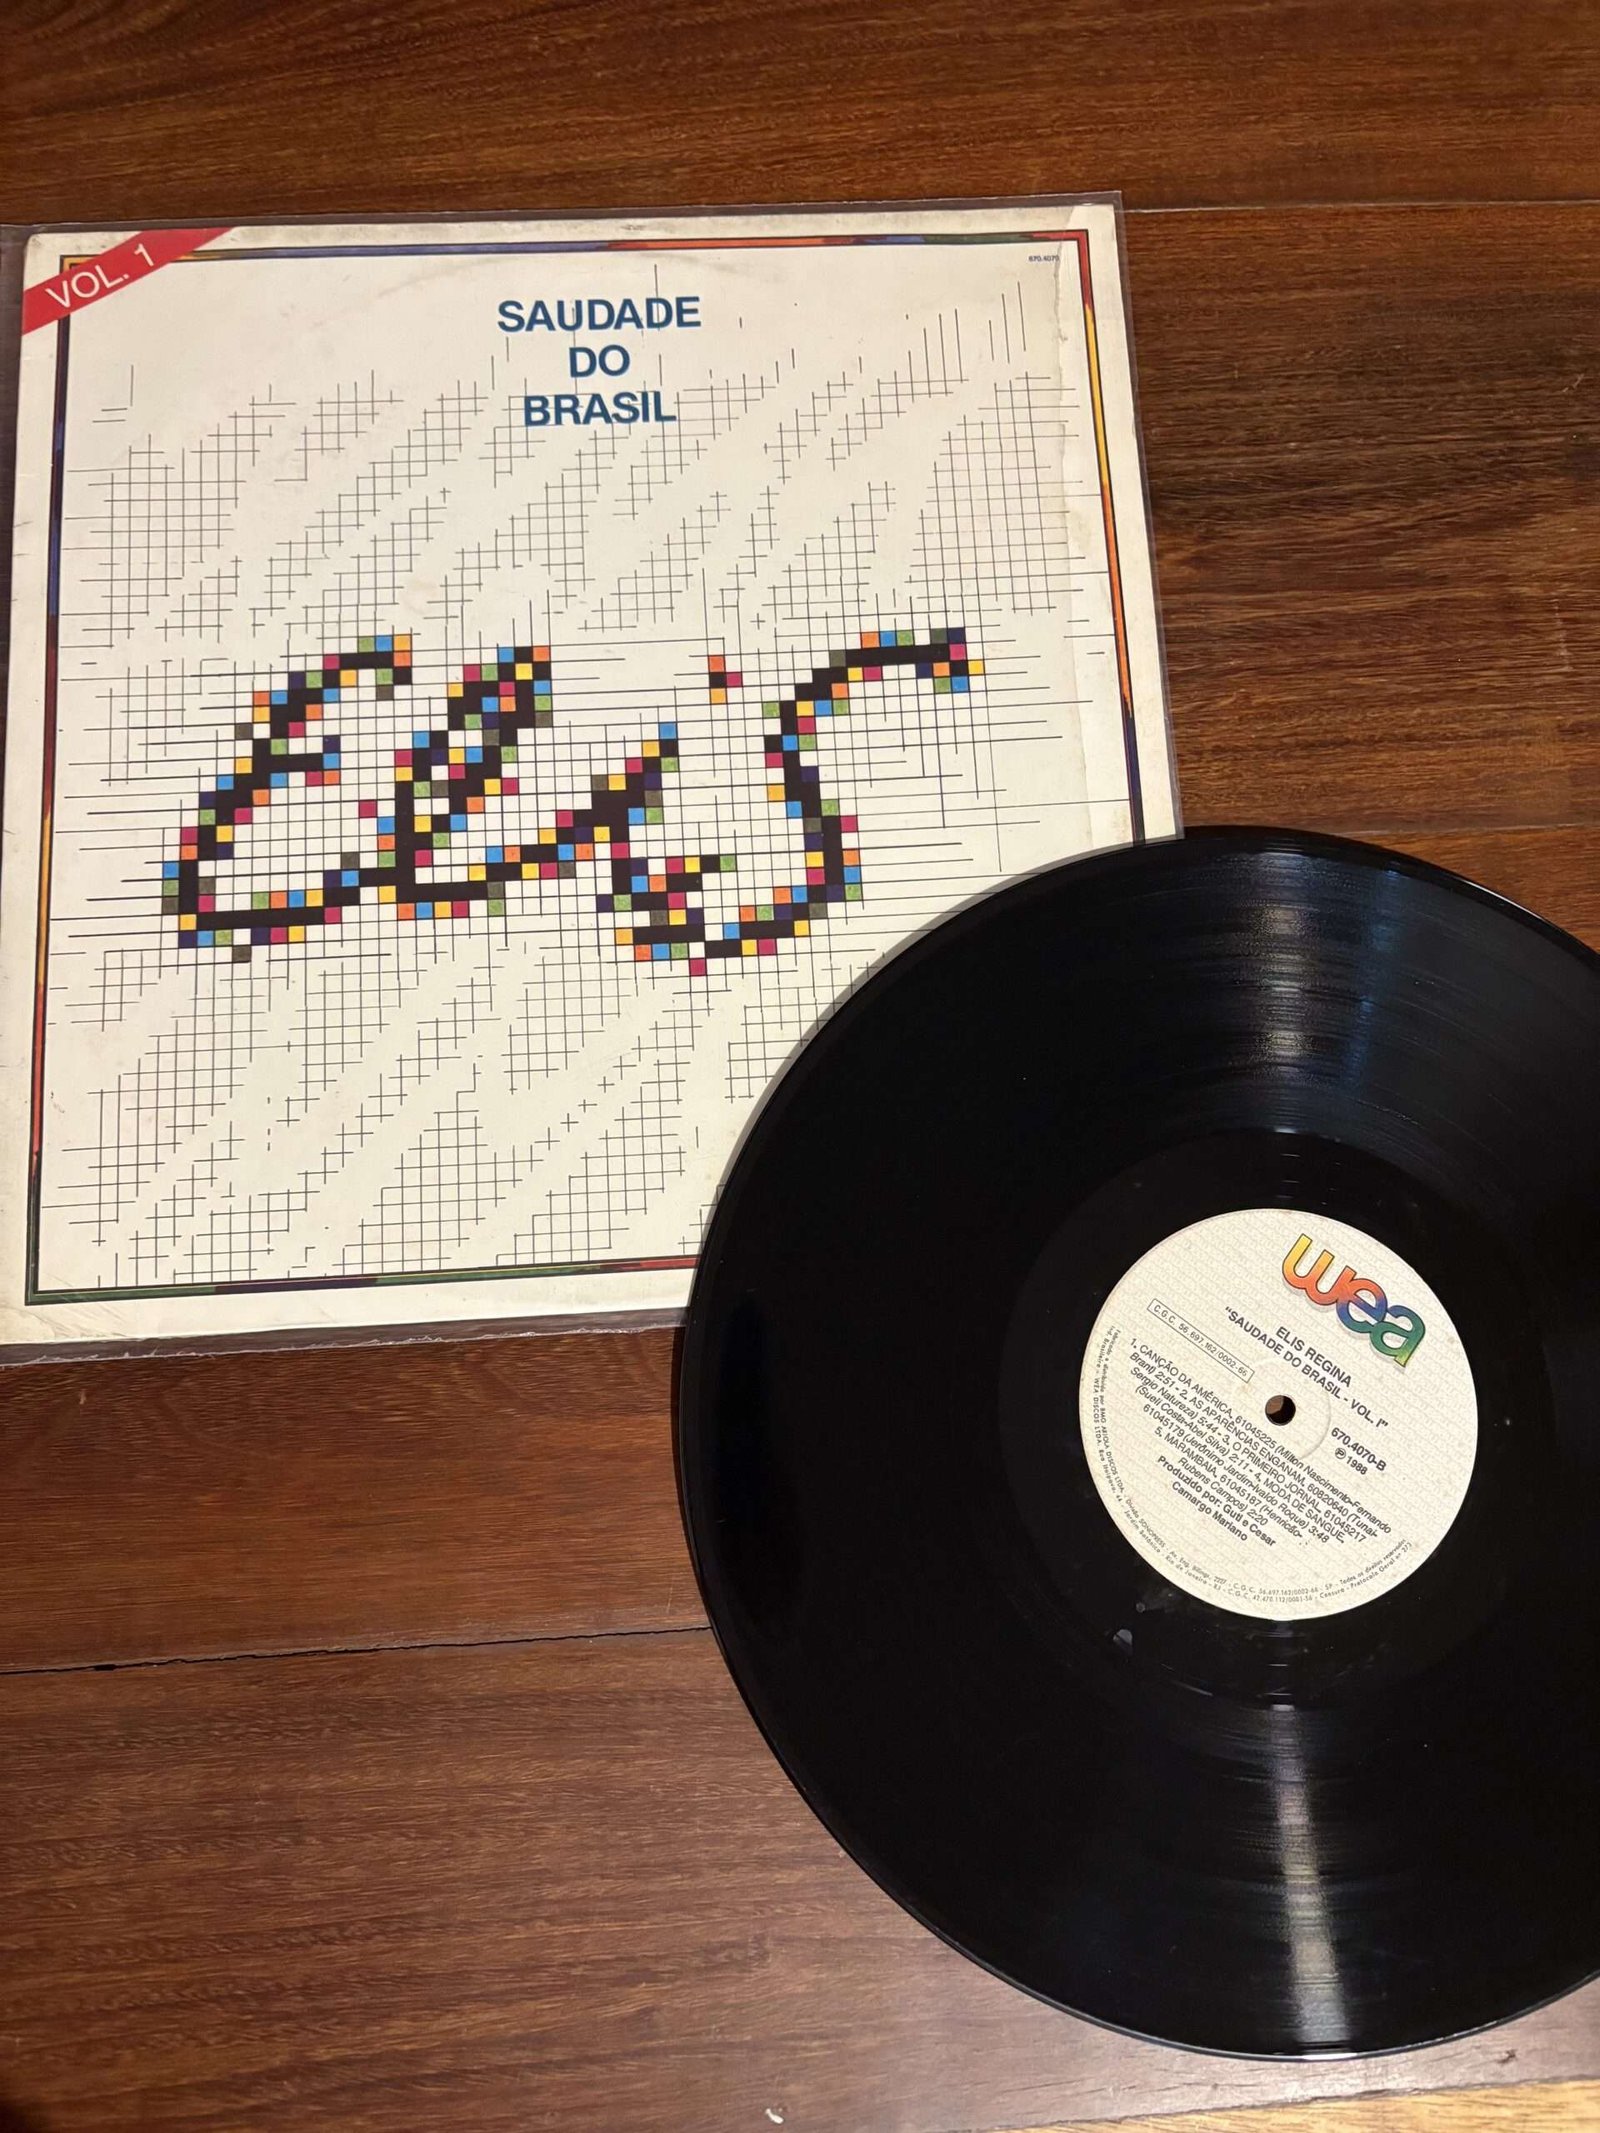 VOL. 1
670.4070
SAUDADE
DO
BRASIL
Elis
wea
C.G.C. 56.697.162/0002-66
ELIS REGINA
"SAUDADE DO BRASIL - VOL. I"
670.4070-B
℗ 1988
1. CANÇÃO DA AMÉRICA, 61045225 (Milton Nascimento-Fernando
Brant) 2:51 - 2. AS APARÊNCIAS ENGANAM, 60820640 (Tunai-
Sergio Natureza) 5:44 - 3. O PRIMEIRO JORNAL, 61045217
(Sueli Costa-Abel Silva) 2:11 - 4. MODA DE SANGUE,
61045179 (Jerônimo Jardim-Ivaldo Roque) 3:48
5. MARAMBAIA, 61045187 (Henricão-
Rubens Campos) 2:20
Produzido por: Guti e Cesar
Camargo Mariano